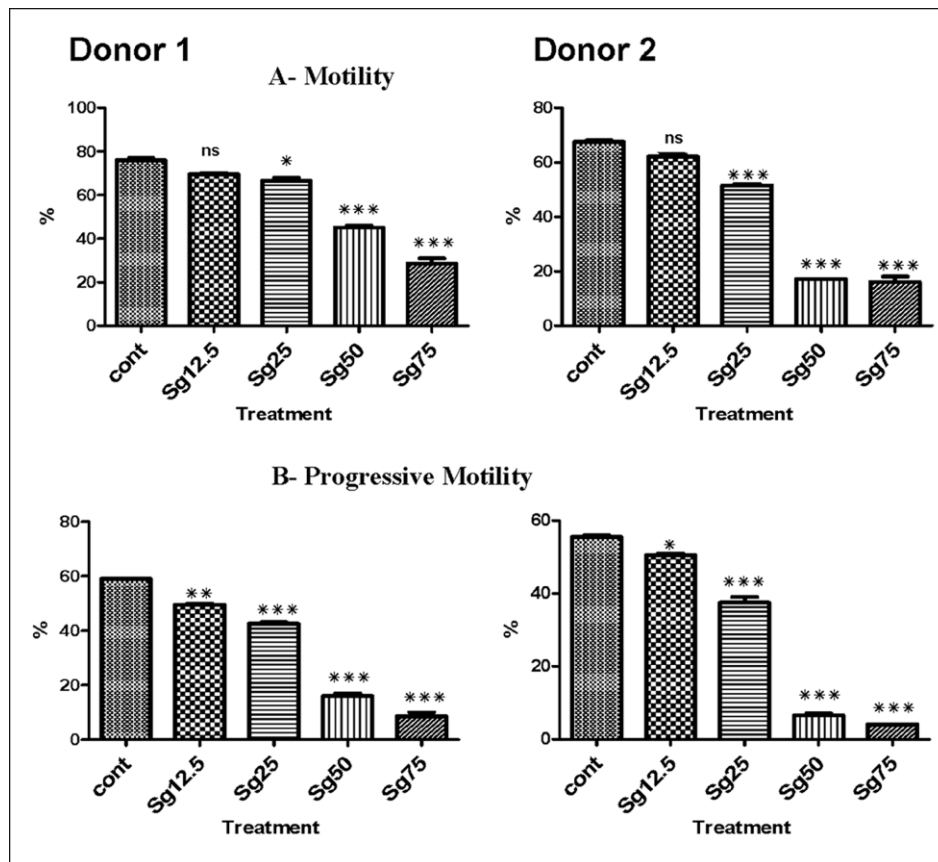 Donor 1 Donor 2
A- Motility
100
80
60
40
20
0
%
ns
*
***
***
cont Sg12.5 Sg25 Sg50 Sg75
Treatment
80
60
40
20
0
%
ns
***
***
***
cont Sg12.5 Sg25 Sg50 Sg75
Treatment
B- Progressive Motility
80
60
40
20
0
%
**
***
***
***
cont Sg12.5 Sg25 Sg50 Sg75
Treatment
60
40
20
0
%
*
***
***
***
cont Sg12.5 Sg25 Sg50 Sg75
Treatment